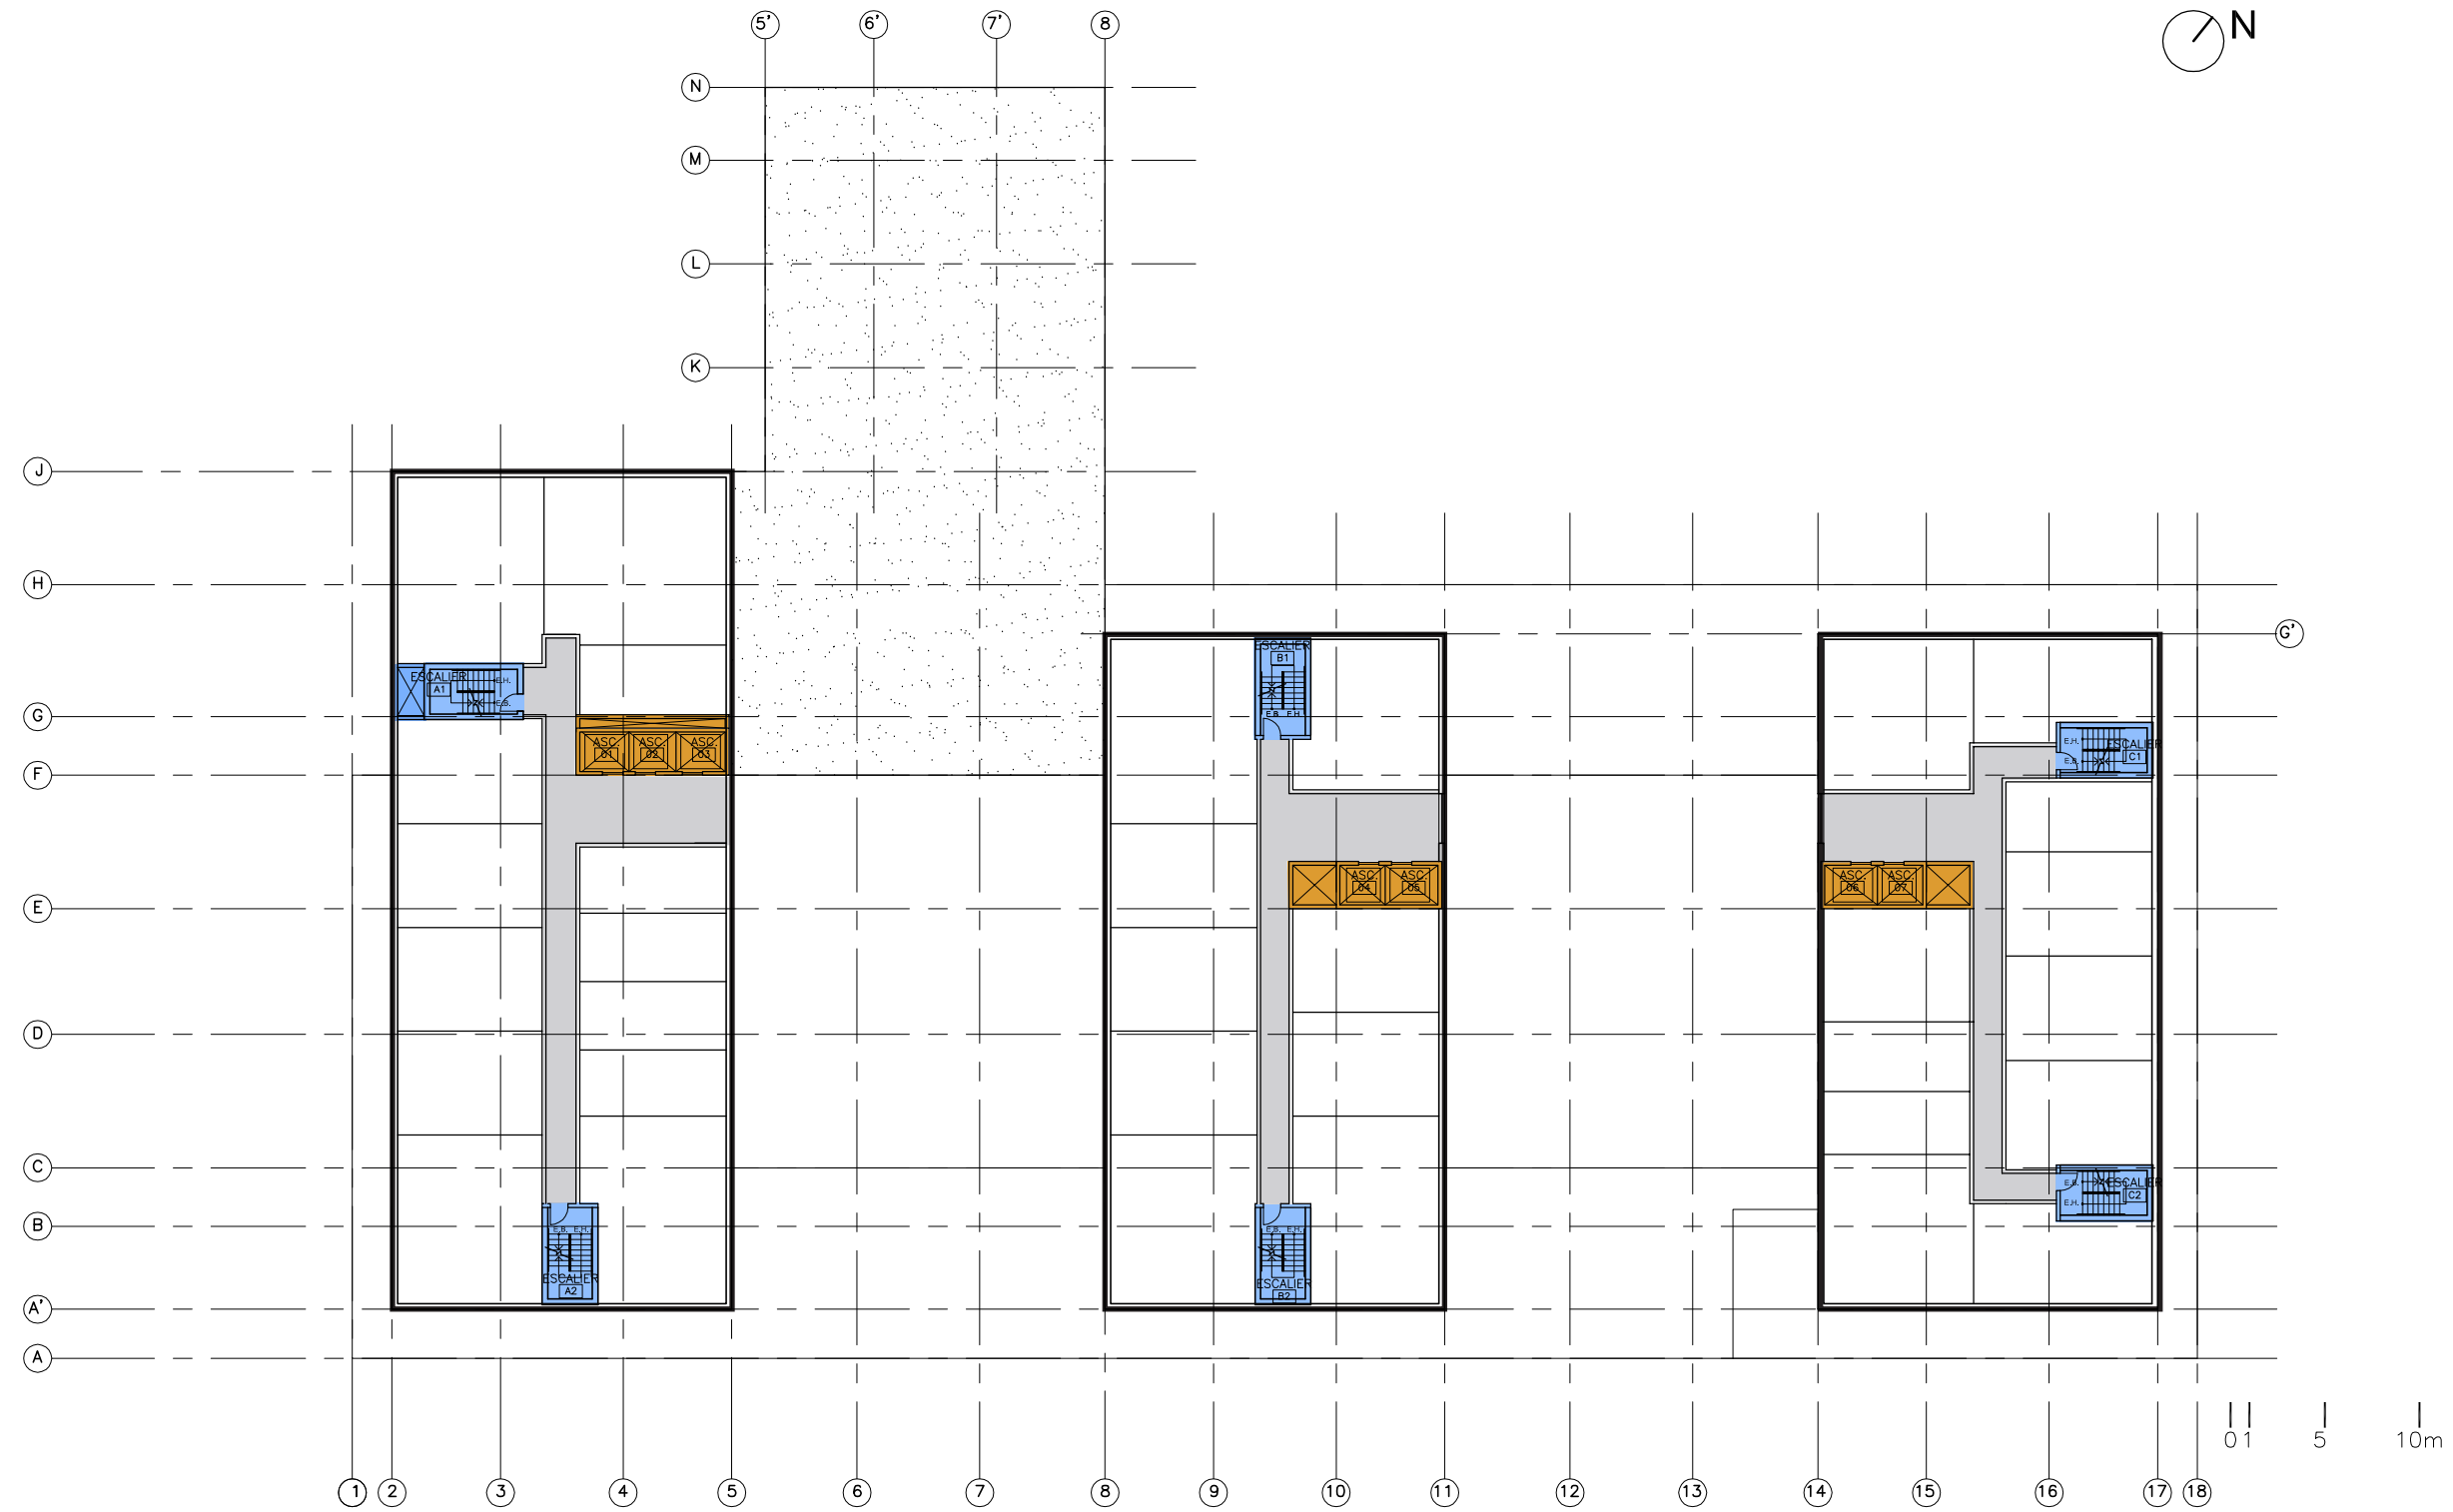 5' 6' 7' 8
N
N
M
L
K
J
H
G'
ESCALIER
B1
ESCALIER
A1
E.H.
E.B.
E.B. E.H.
G
ASC. ASC. ASC.
01 02 03
E.H.
ESCALIER
C1
E.B.
F
ASC. ASC.
04 05
ASC. ASC.
06 07
E
D
C
E.B.
ESCALIER
C2
E.H.
B
E.B. E.H.
ESCALIER
A2
E.B. E.H.
ESCALIER
B2
A'
A
0 1 5 10m
1 2 3 4 5 6 7 8 9 10 11 12 13 14 15 16 17 18